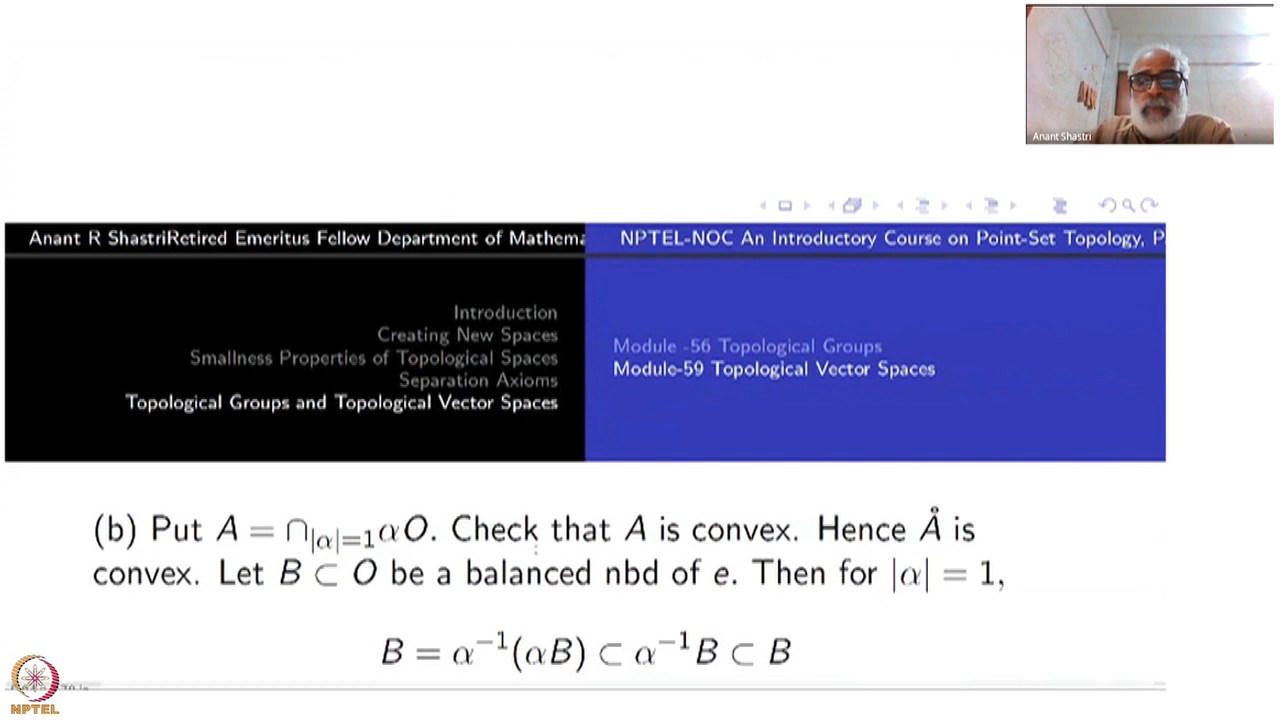 Anant Shastri
Anant R ShastriRetired Emeritus Fellow Department of Mathema
NPTEL-NOC An Introductory Course on Point-Set Topology, P
Introduction
Creating New Spaces
Smallness Properties of Topological Spaces
Separation Axioms
Topological Groups and Topological Vector Spaces
Module -56 Topological Groups
Module-59 Topological Vector Spaces
(b) Put A = ∩|α|=1αO. Check that A is convex. Hence Å is
convex. Let B ⊂ O be a balanced nbd of e. Then for |α| = 1,
B = α⁻¹(αB) ⊂ α⁻¹B ⊂ B
NPTEL